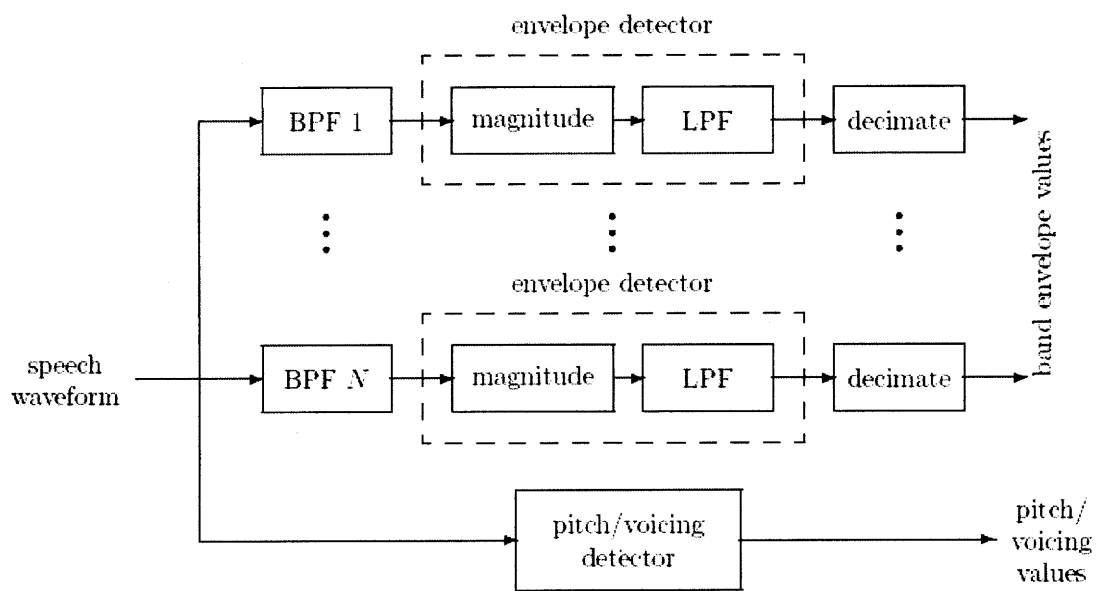 envelope detector
BPF 1
magnitude
LPF
decimate
envelope detector
BPF N
magnitude
LPF
decimate
band envelope values
speech
waveform
pitch/voicing
detector
pitch/
voicing
values